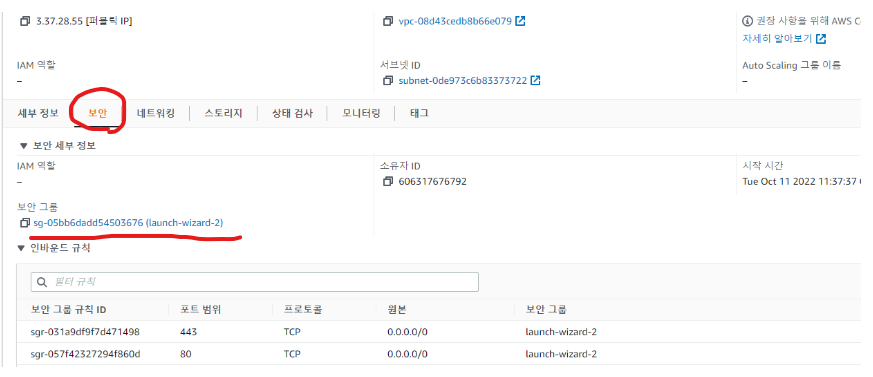 3.37.28.55 [퍼블릭 IP]
vpc-08d43cedb8b66e079
권장 사항을 위해 AWS
자세히 알아보기
IAM 역할
–
서브넷 ID
subnet-0de973c6b83373722
Auto Scaling 그룹 이름
–
세부 정보 보안 네트워킹 스토리지 상태 검사 모니터링 태그
보안 세부 정보
IAM 역할
–
소유자 ID
606317676792
시작 시간
Tue Oct 11 2022 11:37:37
보안 그룹
sg-05bb6dadd54503676 (launch-wizard-2)
인바운드 규칙
필터 규칙
보안 그룹 규칙 ID 포트 범위 프로토콜 원본 보안 그룹
sgr-031a9df9f7d471498 443 TCP 0.0.0.0/0 launch-wizard-2
sgr-057f42327294f860d 80 TCP 0.0.0.0/0 launch-wizard-2